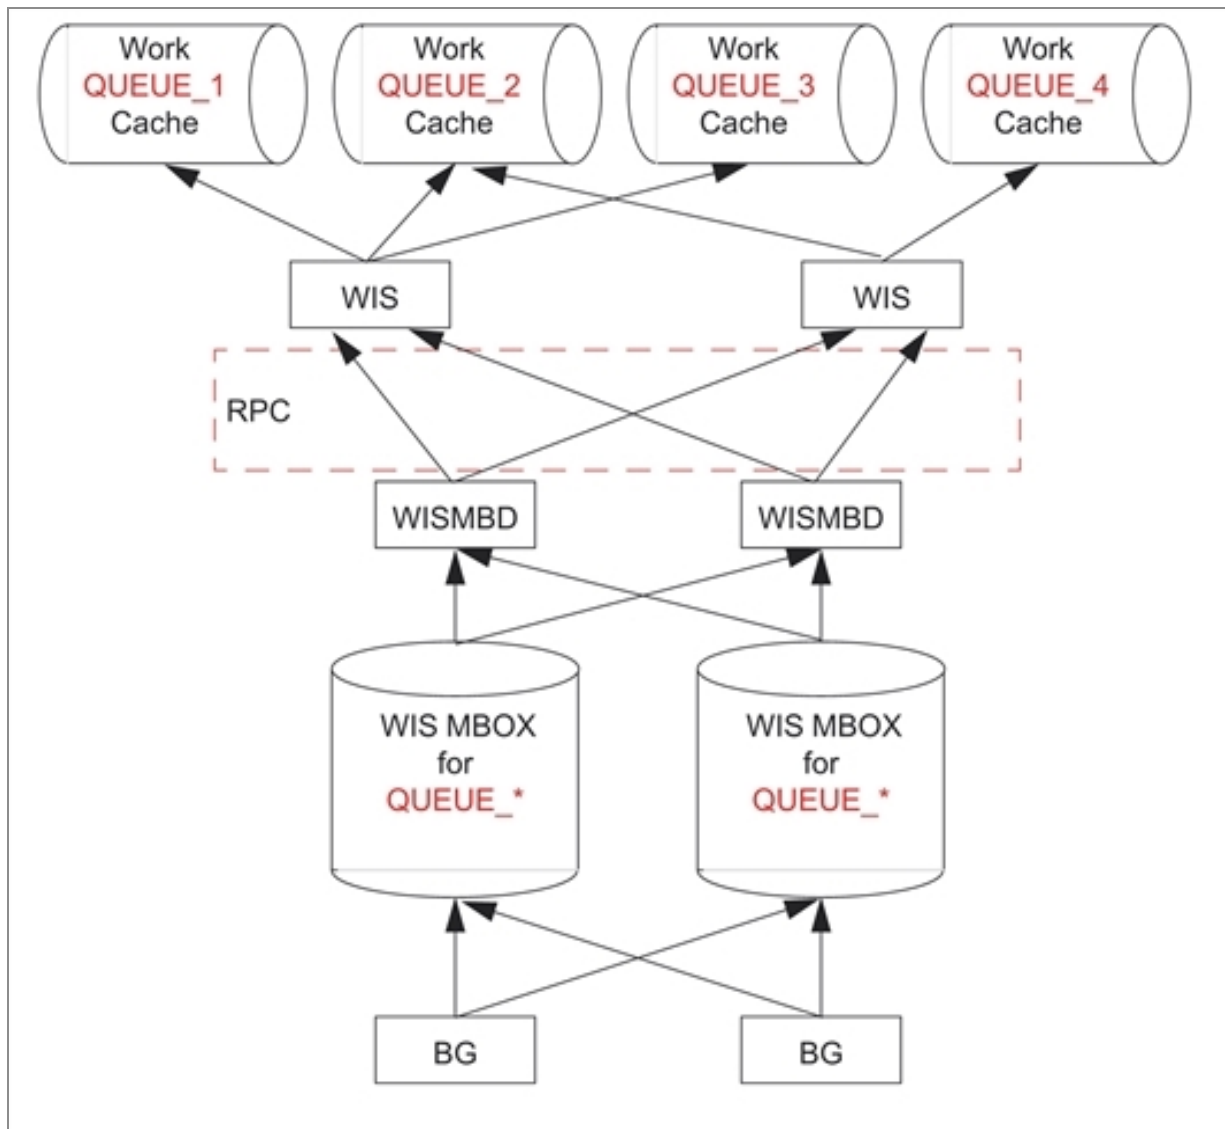 Work
QUEUE_1
Cache
Work
QUEUE_2
Cache
Work
QUEUE_3
Cache
Work
QUEUE_4
Cache
WIS
WIS
RPC
WISMBD
WISMBD
WIS MBOX
for
QUEUE_*
WIS MBOX
for
QUEUE_*
BG
BG